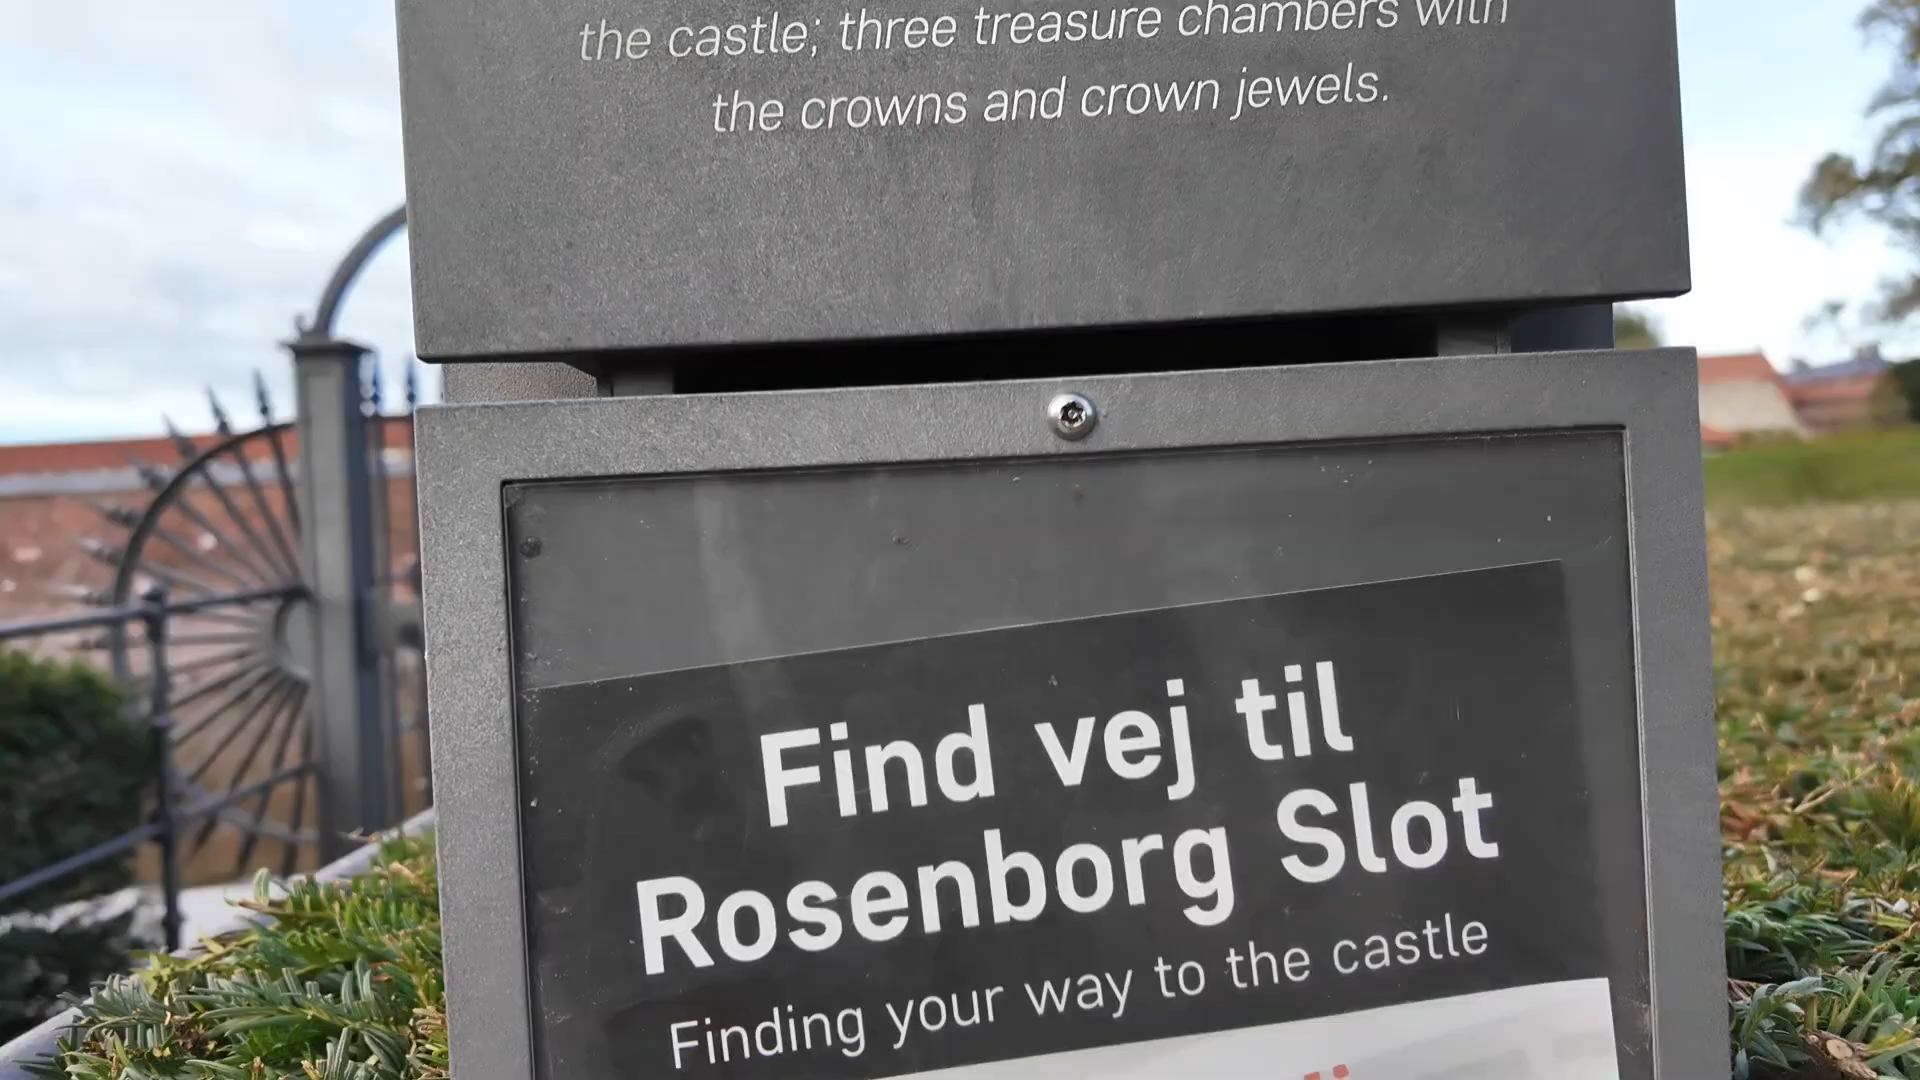 the castle; three treasure chambers with
the crowns and crown jewels.
Find vej til
Rosenborg Slot
Finding your way to the castle